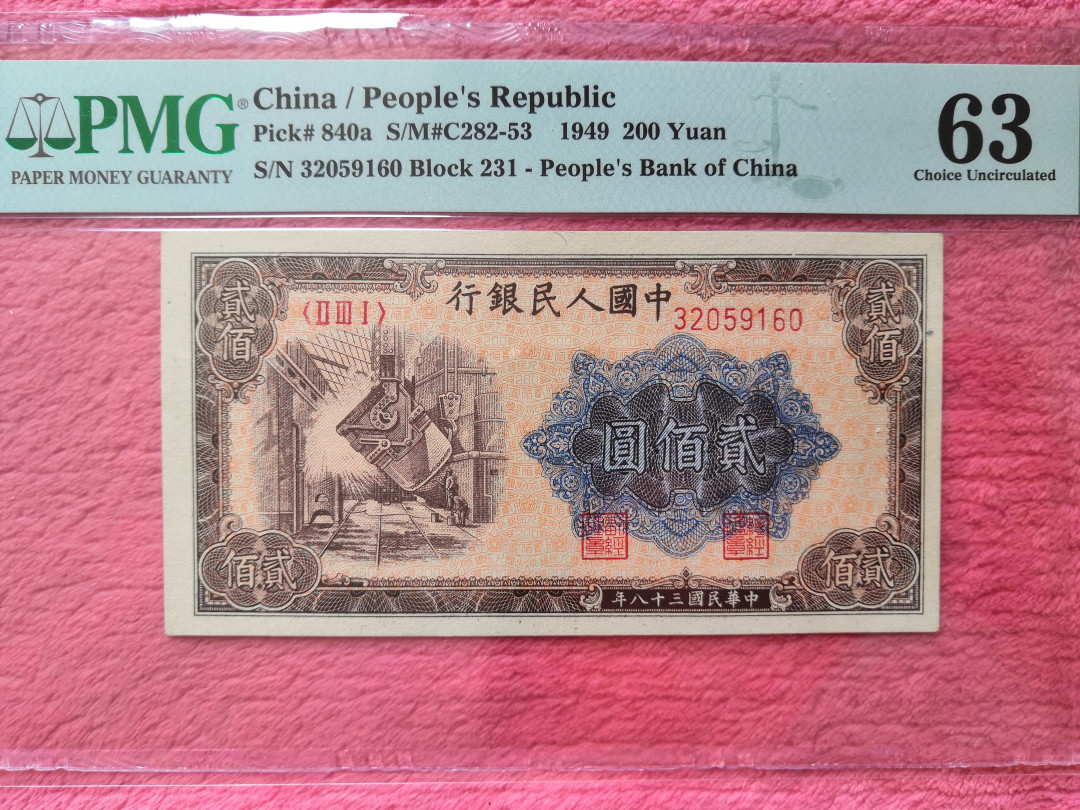 PMG® China / People's Republic
Pick# 840a S/M#C282-53 1949 200 Yuan
S/N 32059160 Block 231 - People's Bank of China
PAPER MONEY GUARANTY
63
Choice Uncirculated
行銀民人國中
〈II III I〉
32059160
貳佰
貳佰
圓佰貳
佰貳
佰貳
年八十三國民華中